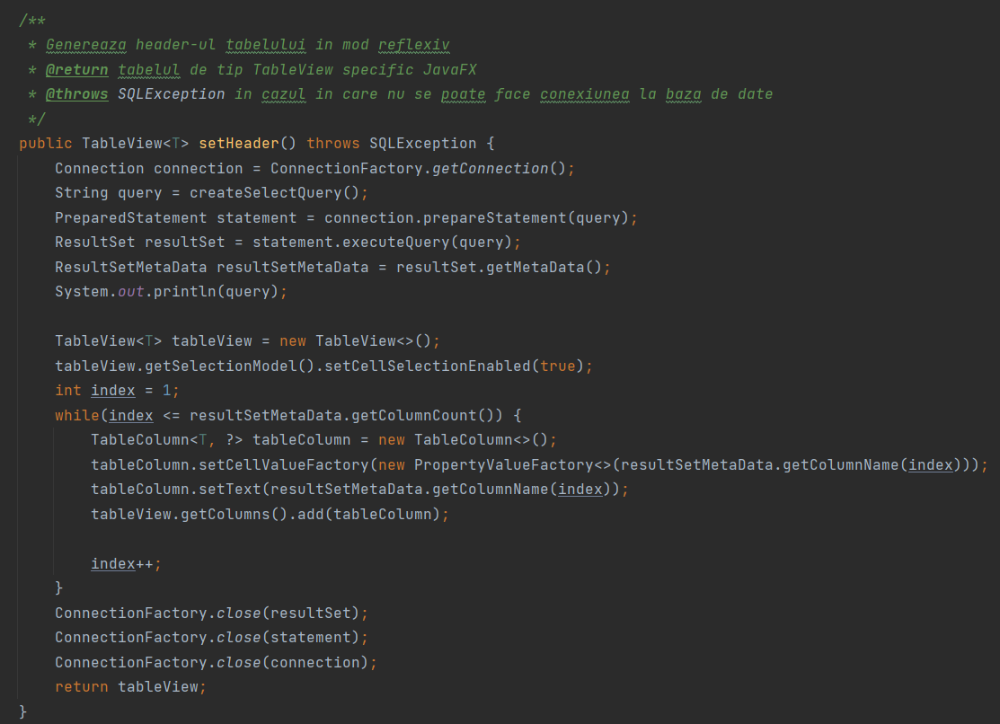 /**
 * Genereaza header-ul tabelului in mod reflexiv
 * @return tabelul de tip TableView specific JavaFX
 * @throws SQLException in cazul in care nu se poate face conexiunea la baza de date
 */
public TableView<T> setHeader() throws SQLException {
    Connection connection = ConnectionFactory.getConnection();
    String query = createSelectQuery();
    PreparedStatement statement = connection.prepareStatement(query);
    ResultSet resultSet = statement.executeQuery(query);
    ResultSetMetaData resultSetMetaData = resultSet.getMetaData();
    System.out.println(query);

    TableView<T> tableView = new TableView<>();
    tableView.getSelectionModel().setCellSelectionEnabled(true);
    int index = 1;
    while(index <= resultSetMetaData.getColumnCount()) {
        TableColumn<T, ?> tableColumn = new TableColumn<>();
        tableColumn.setCellValueFactory(new PropertyValueFactory<>(resultSetMetaData.getColumnName(index)));
        tableColumn.setText(resultSetMetaData.getColumnName(index));
        tableView.getColumns().add(tableColumn);

        index++;
    }
    ConnectionFactory.close(resultSet);
    ConnectionFactory.close(statement);
    ConnectionFactory.close(connection);
    return tableView;
}